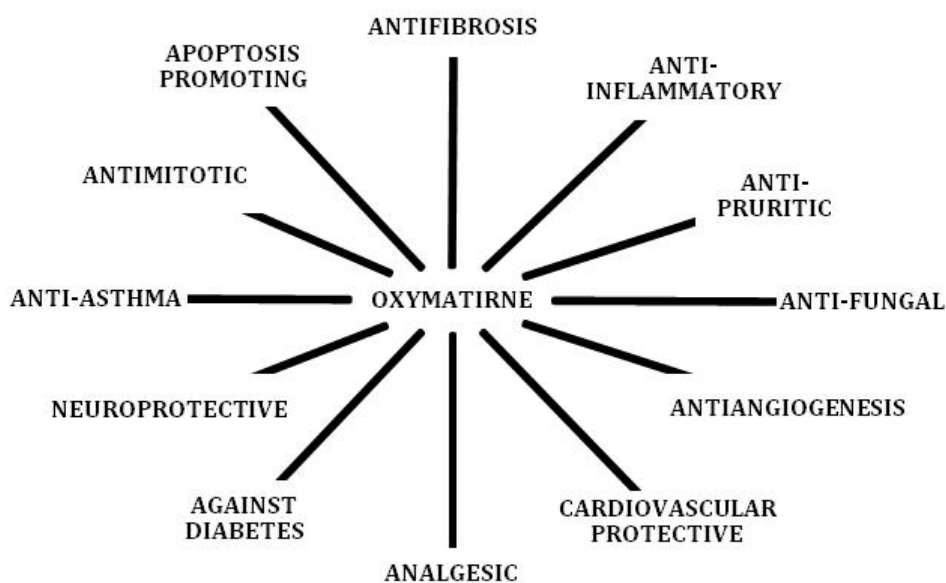 ANTIFIBROSIS
APOPTOSIS
PROMOTING
ANTI-
INFLAMMATORY
ANTIMITOTIC
ANTI-
PRURITIC
ANTI-ASTHMA
OXYMATIRNE
ANTI-FUNGAL
NEUROPROTECTIVE
ANTIANGIOGENESIS
AGAINST
DIABETES
CARDIOVASCULAR
PROTECTIVE
ANALGESIC